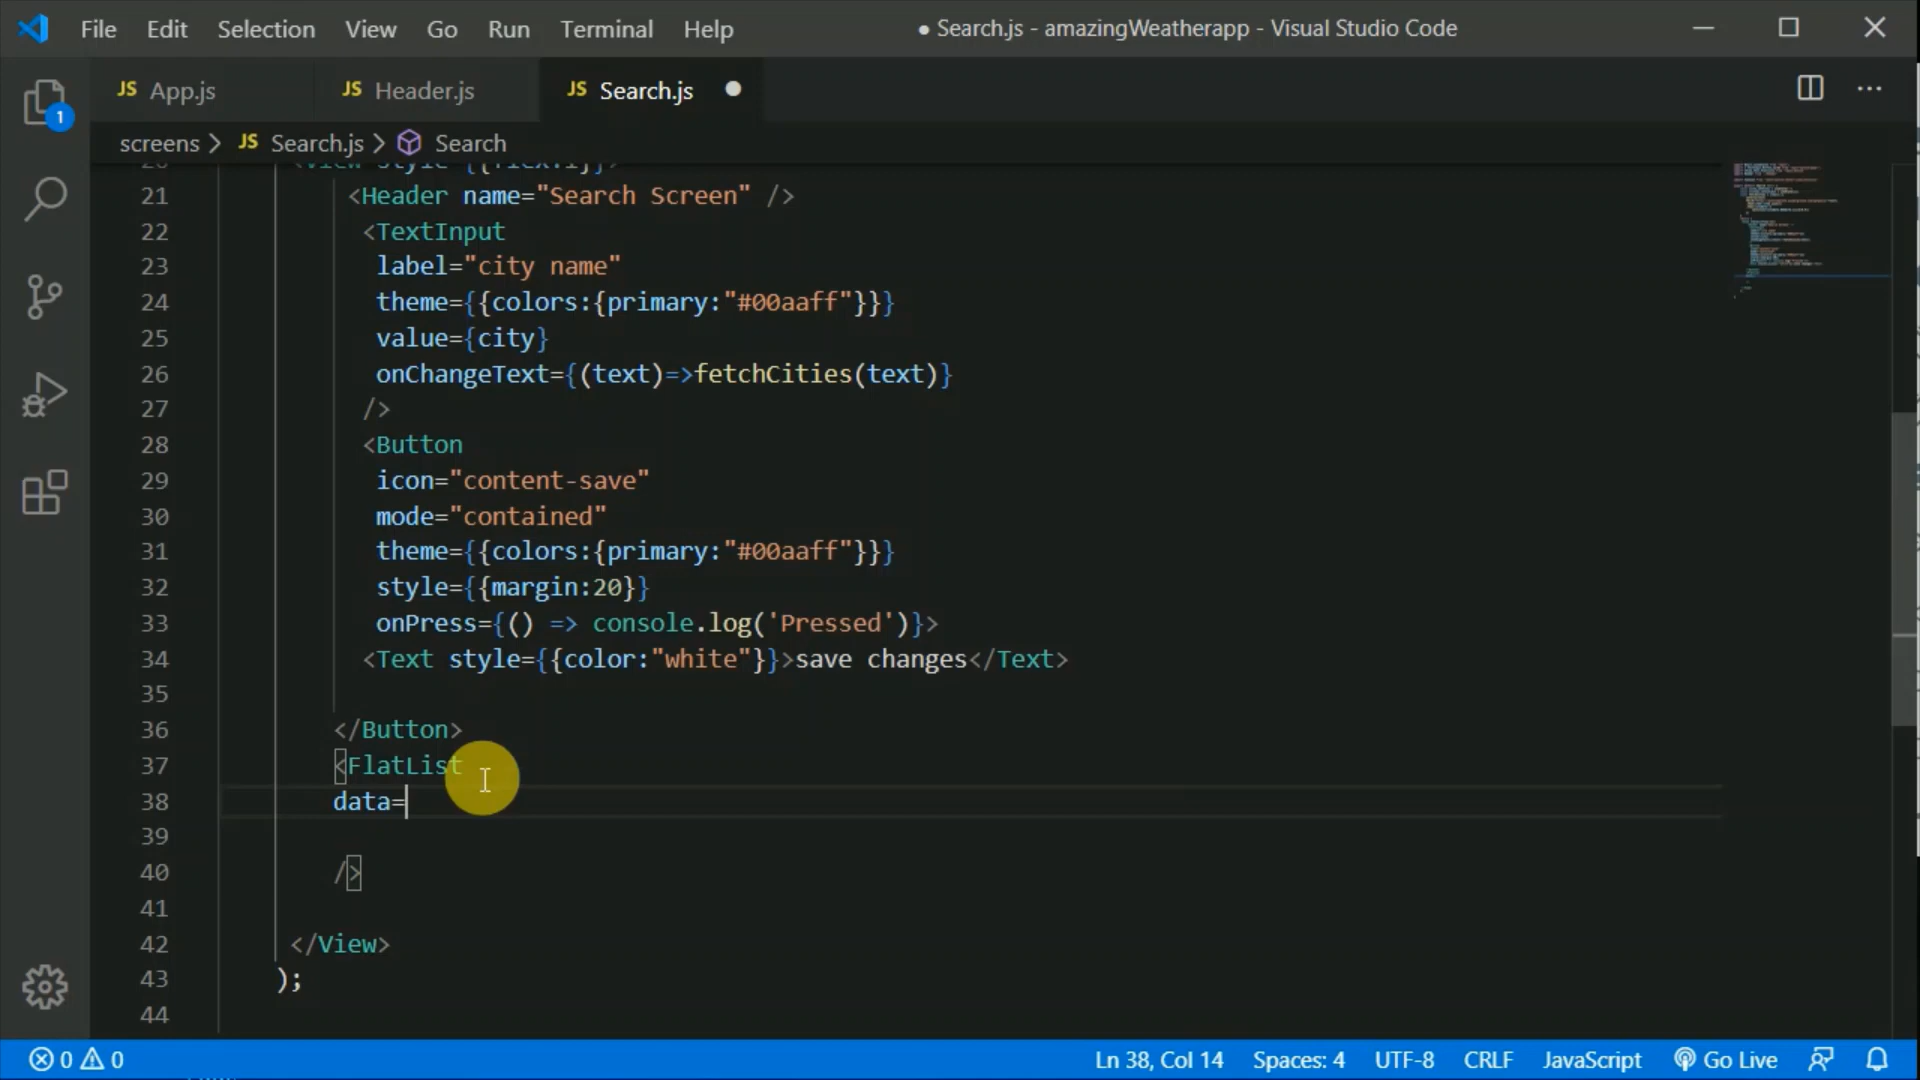 File Edit Selection View Go Run Terminal Help
● Search.js - amazingWeatherapp - Visual Studio Code
JS App.js JS Header.js JS Search.js ●
screens > JS Search.js > Search
1
21 <Header name="Search Screen" />
22 <TextInput
23 label="city name"
24 theme={{colors:{primary:"#00aaff"}}}
25 value={city}
26 onChangeText={(text)=>fetchCities(text)}
27 />
28 <Button
29 icon="content-save"
30 mode="contained"
31 theme={{colors:{primary:"#00aaff"}}}
32 style={{margin:20}}
33 onPress={() => console.log('Pressed')}>
34 <Text style={{color:"white"}}>save changes</Text>
35
36 </Button>
37 <FlatList
38 data=
39
40 />
41
42 </View>
43 );
44
0 0 Ln 38, Col 14 Spaces: 4 UTF-8 CRLF JavaScript Go Live